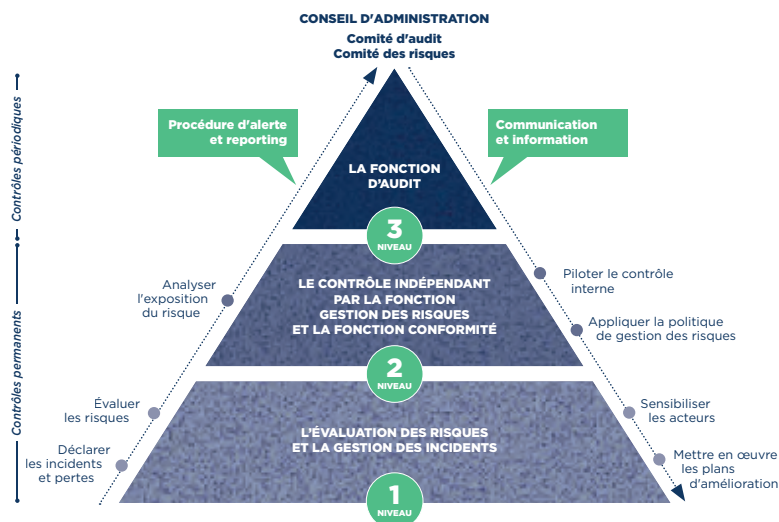 CONSEIL D'ADMINISTRATION
Comité d'audit
Comité des risques
Contrôles périodiques
Procédure d'alerte
et reporting
Communication
et information
LA FONCTION
D'AUDIT
3
NIVEAU
Contrôles permanents
Analyser
l'exposition
du risque
LE CONTRÔLE INDÉPENDANT
PAR LA FONCTION
GESTION DES RISQUES
ET LA FONCTION CONFORMITÉ
Piloter le contrôle
interne
Appliquer la politique
de gestion des risques
2
NIVEAU
Évaluer
les risques
Sensibiliser
les acteurs
L'ÉVALUATION DES RISQUES
ET LA GESTION DES INCIDENTS
Déclarer
les incidents
et pertes
Mettre en œuvre
les plans
d'amélioration
1
NIVEAU